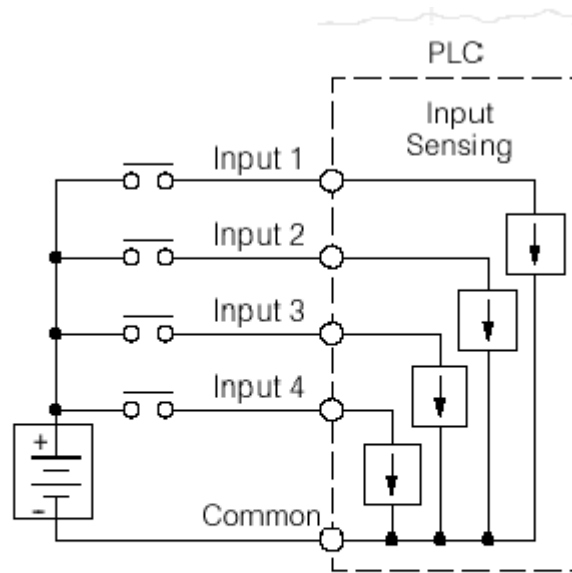 PLC
Input
Sensing
Input 1
Input 2
Input 3
Input 4
+
-
Common